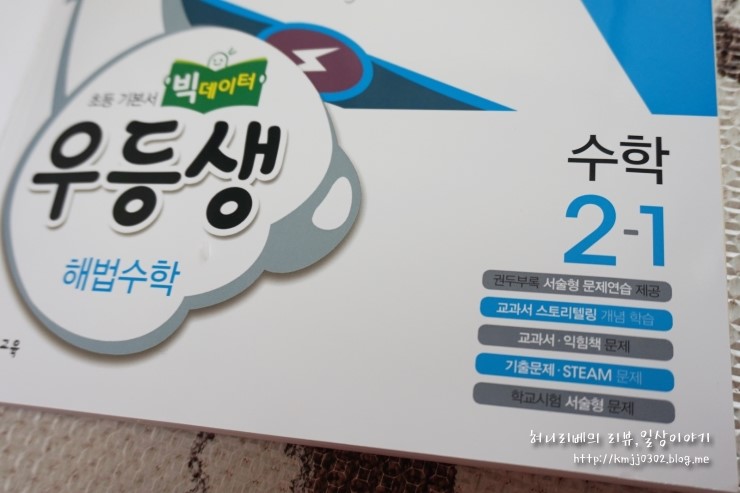 초등 기본서 빅데이터
우등생
해법수학
교육
수학
2-1
권두부록 서술형 문제연습 제공
교과서 스토리텔링 개념 학습
교과서·익힘책 문제
기출문제·STEAM 문제
학교시험 서술형 문제
허니러베의 리뷰,일상이야기
http://kmjj0302.blog.me